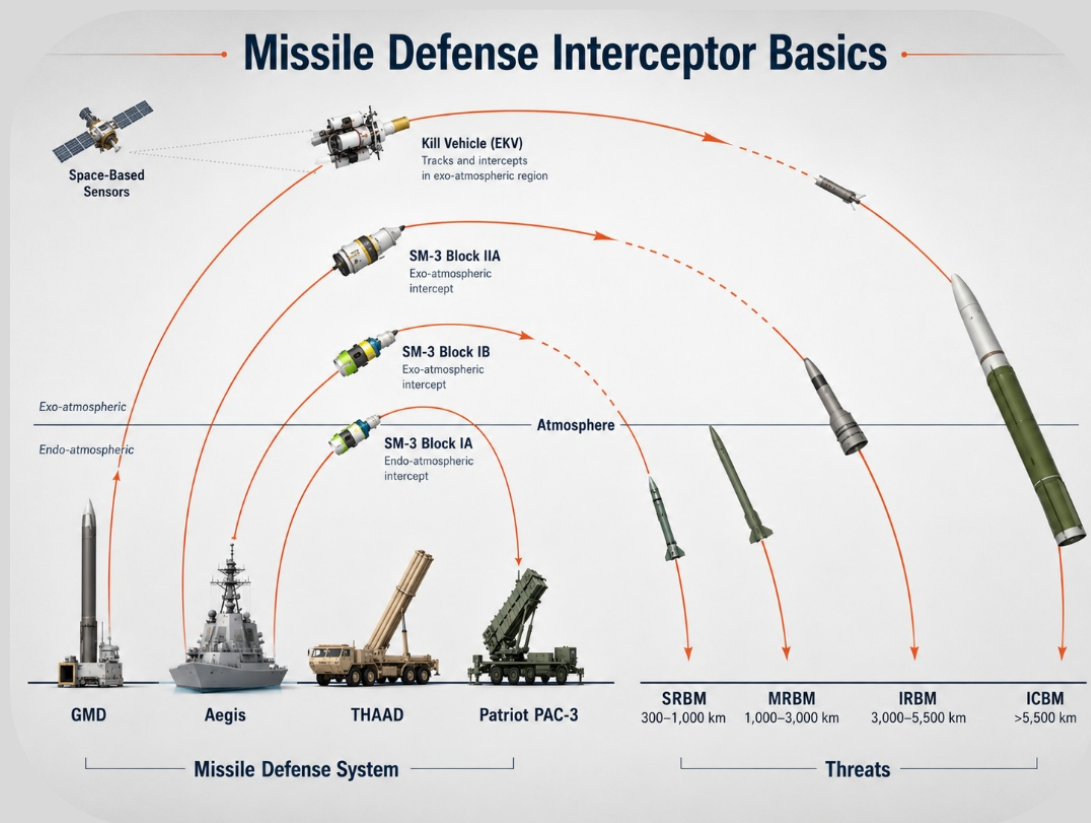 Missile Defense Interceptor Basics
Space-Based
Sensors
Kill Vehicle (EKV)
Tracks and intercepts
in exo-atmospheric region
SM-3 Block IIA
Exo-atmospheric
intercept
SM-3 Block IB
Exo-atmospheric
intercept
Exo-atmospheric
Atmosphere
Endo-atmospheric
SM-3 Block IA
Endo-atmospheric
intercept
GMD
Aegis
THAAD
Patriot PAC-3
SRBM
300–1,000 km
MRBM
1,000–3,000 km
IRBM
3,000–5,500 km
ICBM
>5,500 km
Missile Defense System
Threats